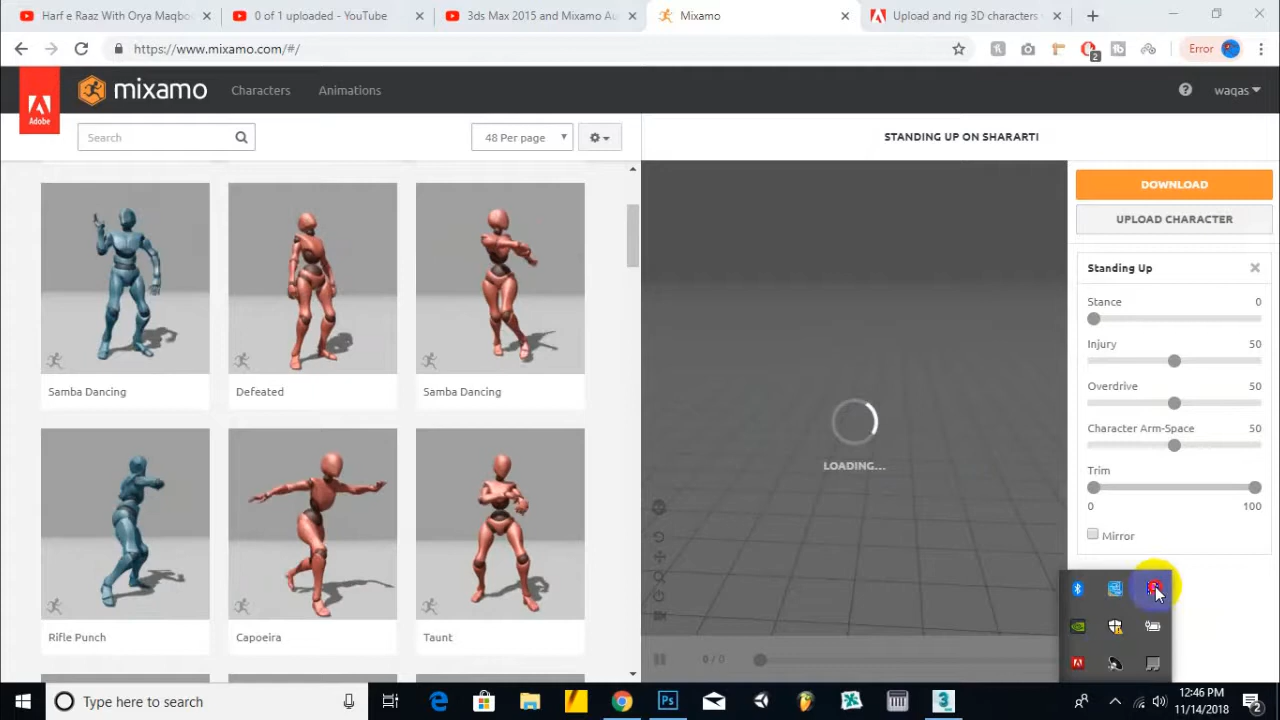 Harf e Raaz With Orya Maqbo
0 of 1 uploaded - YouTube
3ds Max 2015 and Mixamo Au
Mixamo
Upload and rig 3D characters
https://www.mixamo.com/#/
2
Error
Adobe
mixamo
Characters
Animations
waqas
Search
48 Per page
STANDING UP ON SHARARTI
DOWNLOAD
UPLOAD CHARACTER
Standing Up
Stance 0
Injury 50
Overdrive 50
Character Arm-Space 50
Trim
0 100
Mirror
LOADING...
0 / 0
Samba Dancing
Defeated
Samba Dancing
Rifle Punch
Capoeira
Taunt
Type here to search
Ps
3
12:46 PM
11/14/2018
2